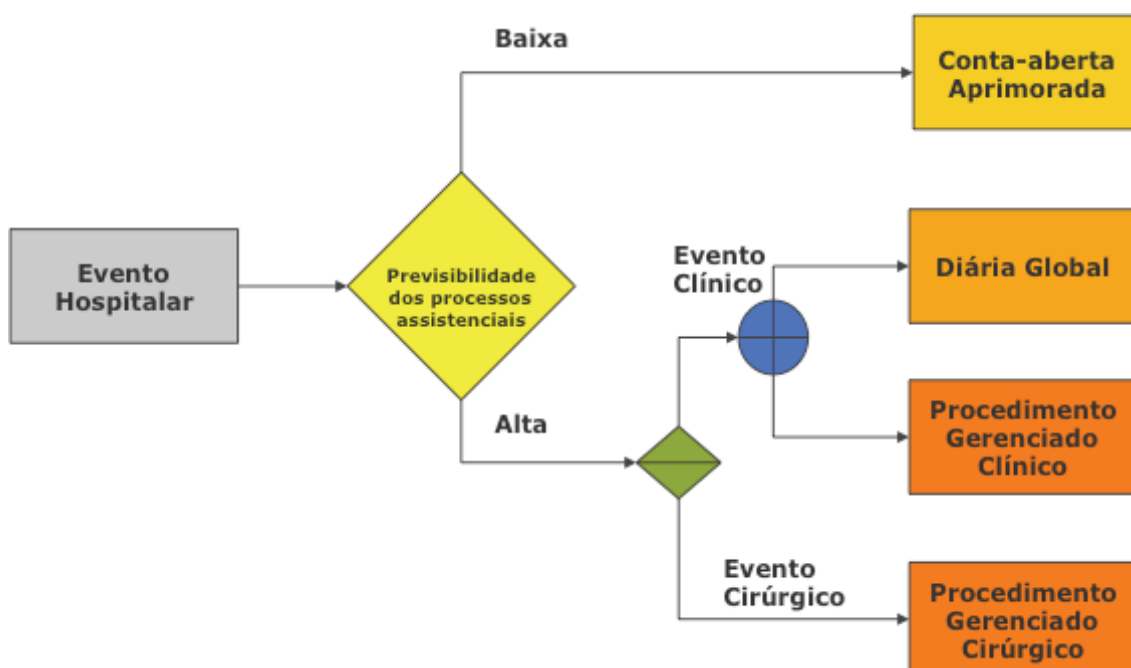 Baixa
Conta-aberta
Aprimorada
Evento
Hospitalar
Previsibilidade
dos processos
assistenciais
Evento
Clínico
Diária Global
Alta
Procedimento
Gerenciado
Clínico
Evento
Cirúrgico
Procedimento
Gerenciado
Cirúrgico